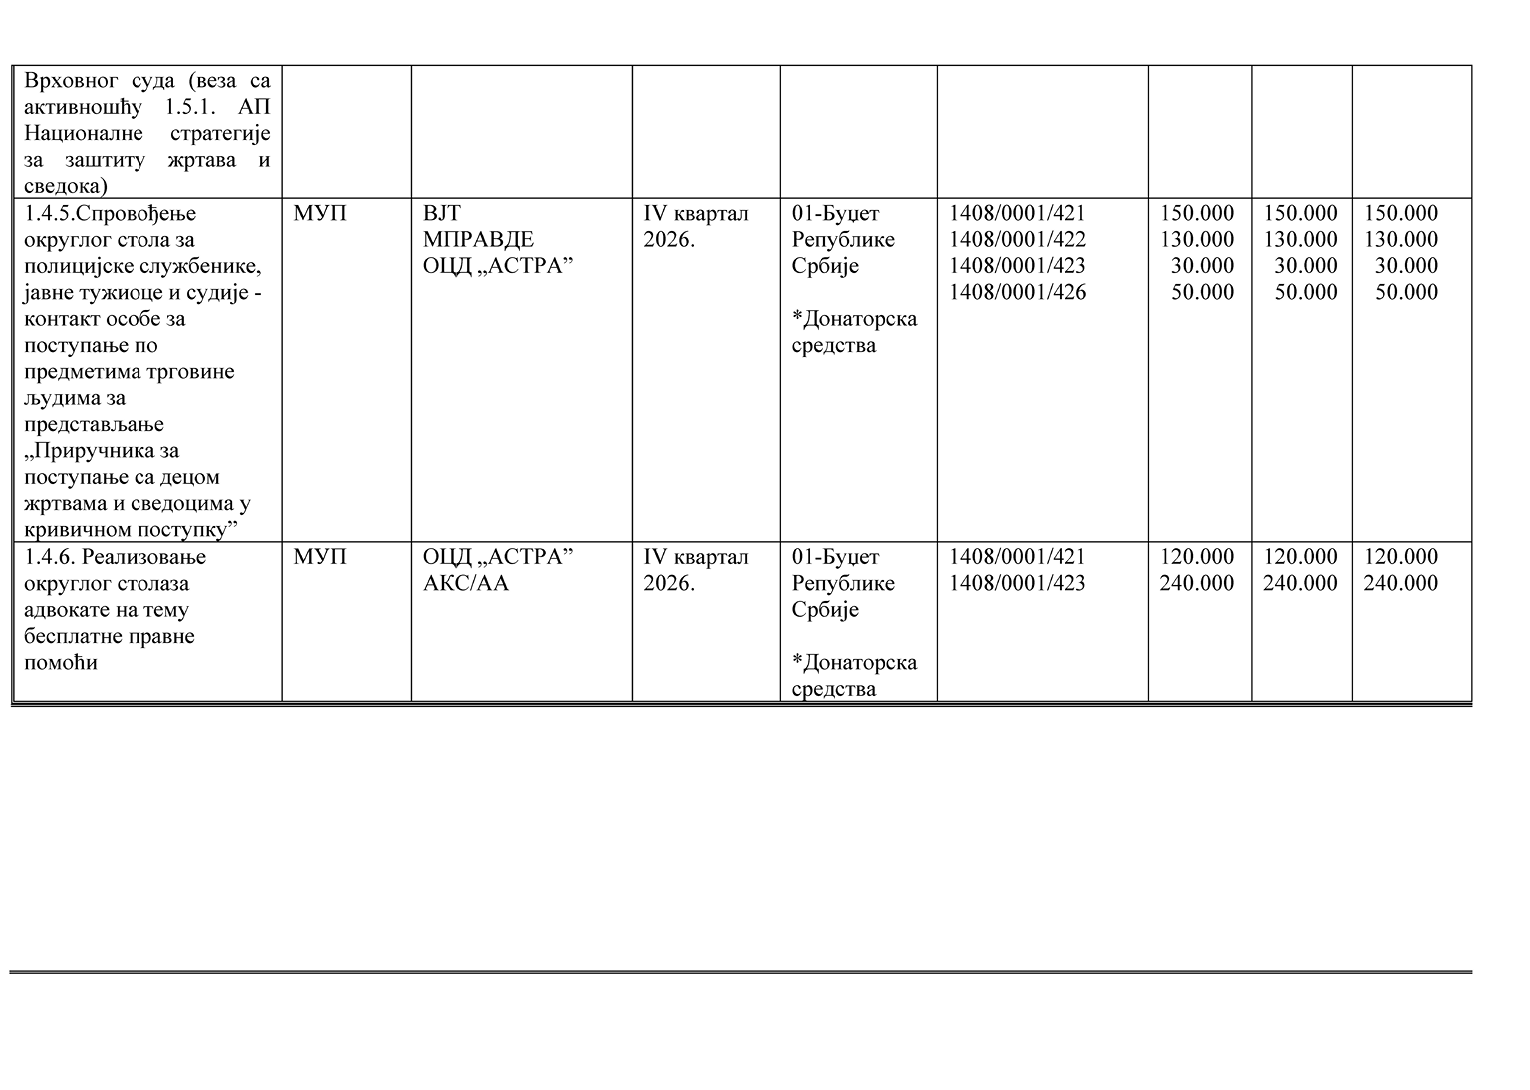 Врховног суда (веза са
активношћу 1.5.1. АП
Националне стратегије
за заштиту жртава и
сведока)
1.4.5.Спровођење
округлог стола за
полицијске службенике,
јавне тужиоце и судије -
контакт особе за
поступање по
предметима трговине
људима за
представљање
„Приручника за
поступање са децом
жртвама и сведоцима у
кривичном поступку”
МУП
ВЈТ
МПРАВДЕ
ОЦД „АСТРА”
IV квартал
2026.
01-Буџет
Републике
Србије
*Донаторска
средства
1408/0001/421
1408/0001/422
1408/0001/423
1408/0001/426
150.000
130.000
30.000
50.000
150.000
130.000
30.000
50.000
150.000
130.000
30.000
50.000
1.4.6. Реализовање
округлог столаза
адвокате на тему
бесплатне правне
помоћи
МУП
ОЦД „АСТРА”
АКС/АА
IV квартал
2026.
01-Буџет
Републике
Србије
*Донаторска
средства
1408/0001/421
1408/0001/423
120.000
240.000
120.000
240.000
120.000
240.000